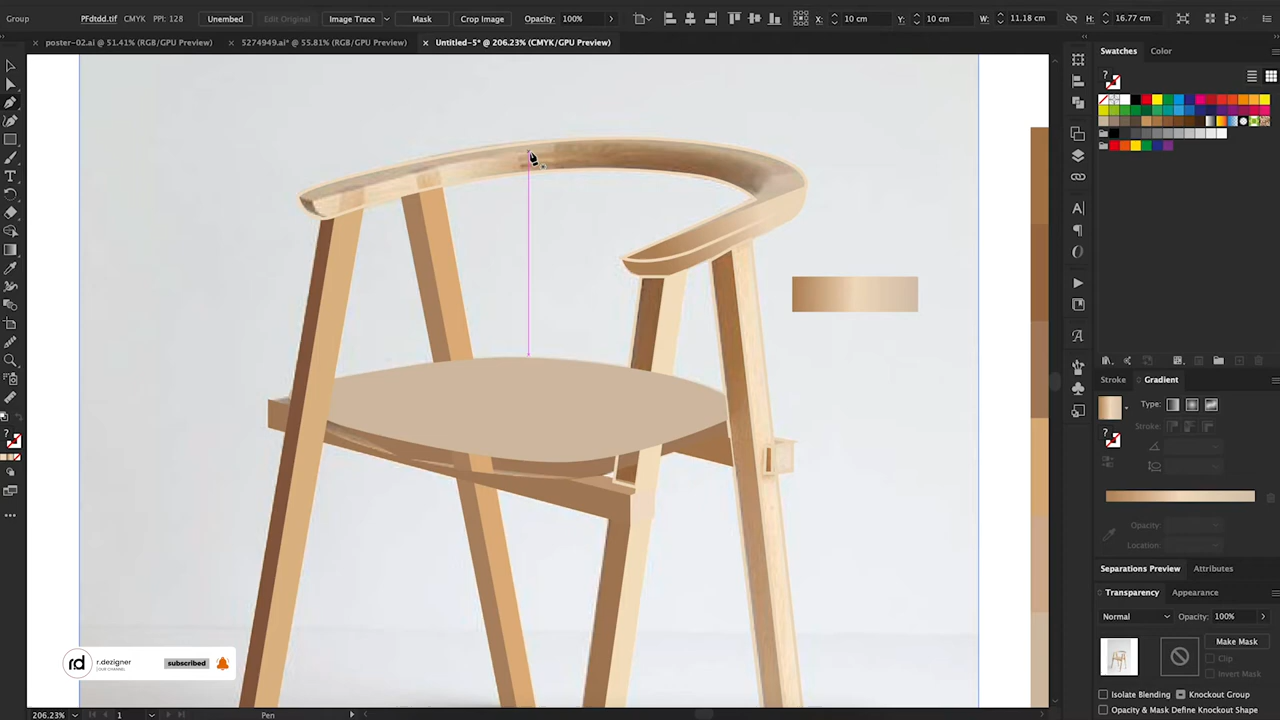 Group PFdtdd.tif CMYK PPI: 128 Unembed Edit Original Image Trace Mask Crop Image Opacity: 100% X: 10 cm Y: 10 cm W: 11.18 cm H: 16.77 cm
× poster-02.ai @ 51.41% (RGB/GPU Preview) × 5274949.ai* @ 55.81% (RGB/GPU Preview) × Untitled-5* @ 206.23% (CMYK/GPU Preview)
Swatches Color
Stroke Gradient
Type:
Stroke:
Opacity:
Location:
Separations Preview Attributes
Transparency Appearance
Normal Opacity: 100%
Make Mask
Clip
Invert Mask
Isolate Blending Knockout Group
Opacity & Mask Define Knockout Shape
rd r.dezigner subscribed
206.23% 1 Pen